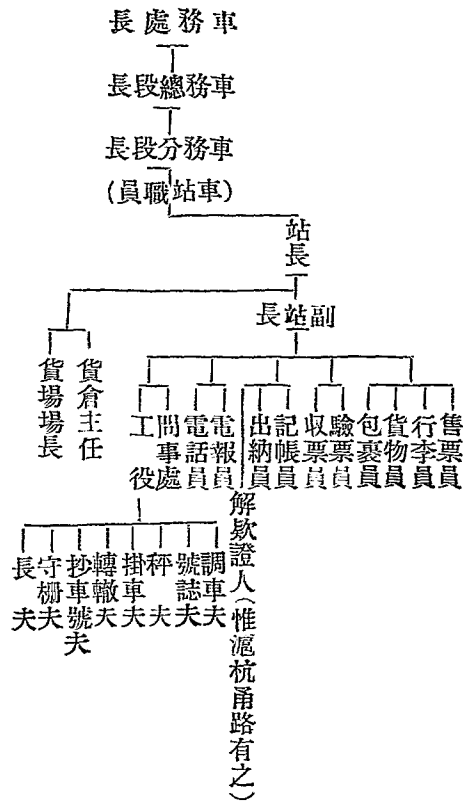 車務處長
車務總段長
車務分段長
(車站職員)
站長
副站長
售票員
行李員
貨物員
包裹員
驗票員
收票員
記帳員
出納員
解欵證人(惟滬杭甬路有之)
電報員
電話員
問事處
工役
貨倉主任
貨場場長
調車夫
號誌夫
秤夫
掛車夫
轉轍夫
抄車號夫
守柵夫
長夫